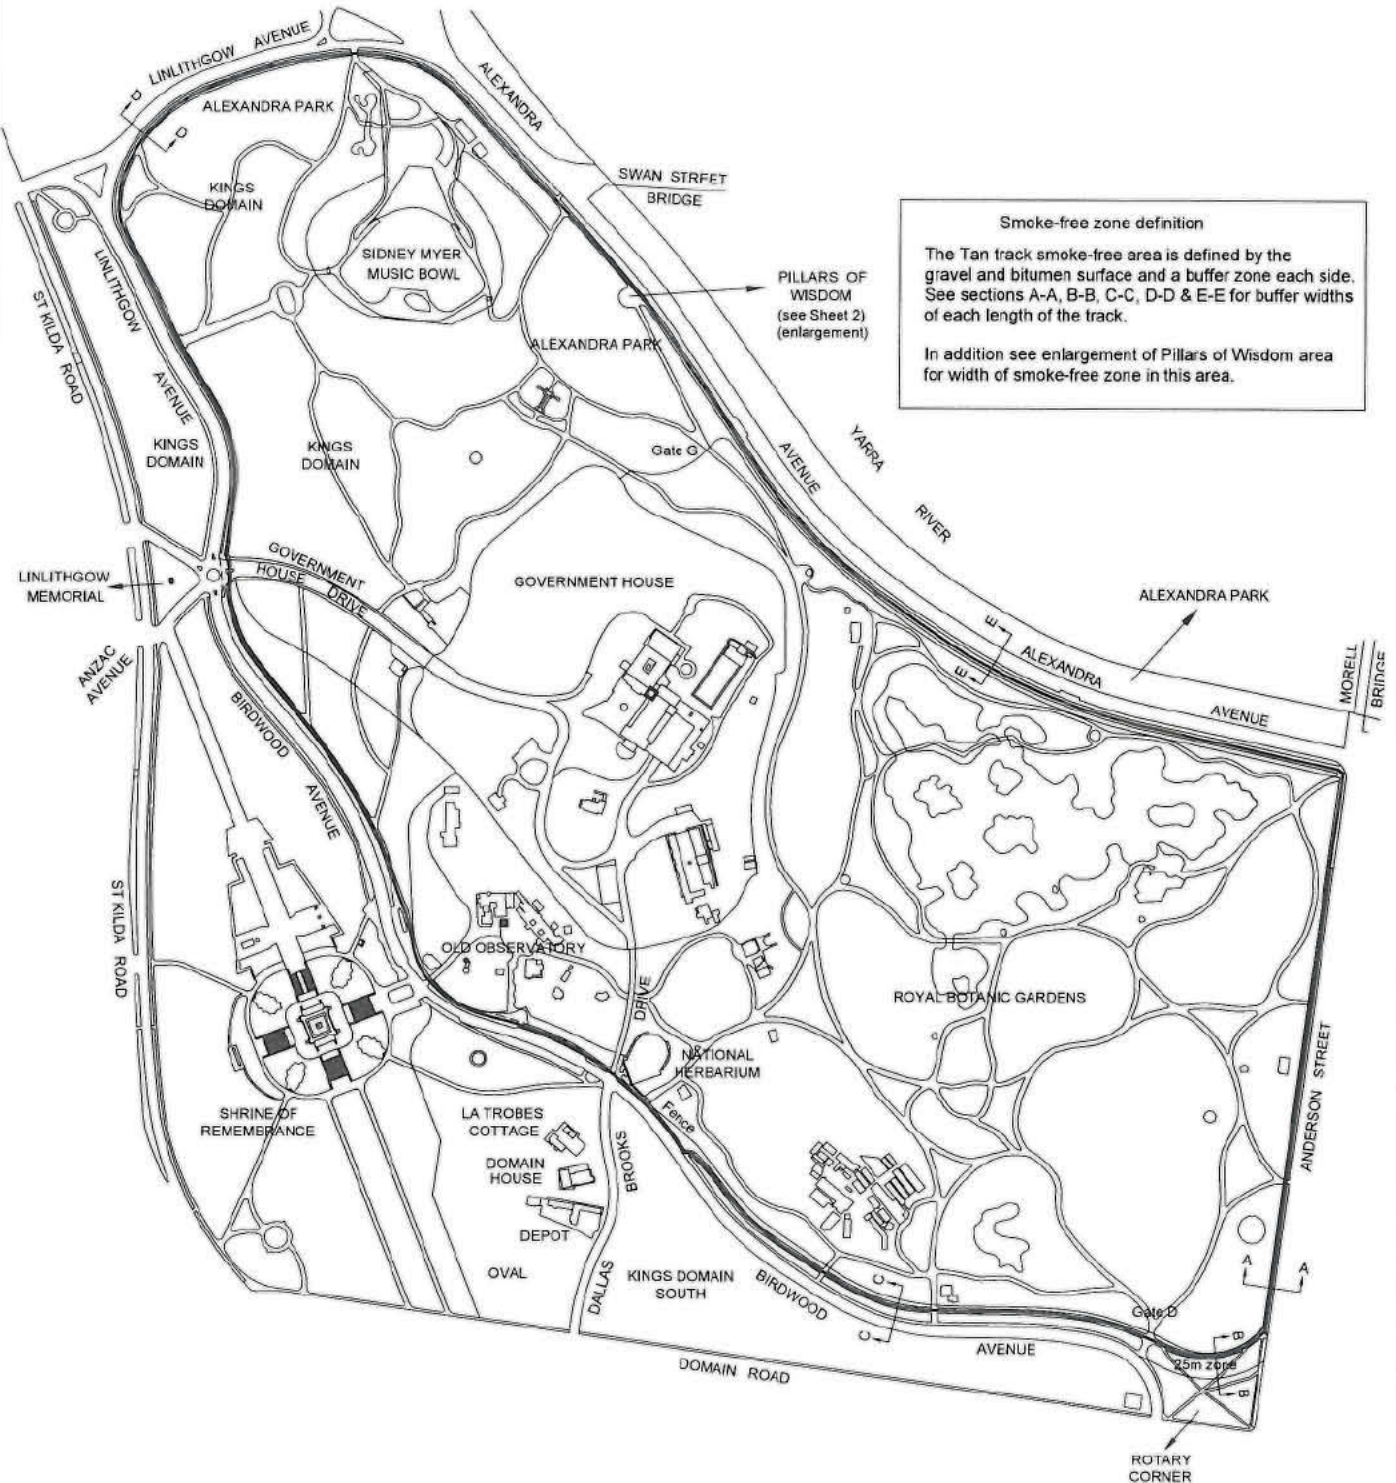 LINLITHGOW AVENUE
ALEXANDRA
D
D
ALEXANDRA PARK
SWAN STREET
BRIDGE
KINGS
DOMAIN
Smoke-free zone definition
The Tan track smoke-free area is defined by the
gravel and bitumen surface and a buffer zone each side.
See sections A-A, B-B, C-C, D-D & E-E for buffer widths
of each length of the track.
In addition see enlargement of Pillars of Wisdom area
for width of smoke-free zone in this area.
SIDNEY MYER
MUSIC BOWL
PILLARS OF
WISDOM
(see Sheet 2)
(enlargement)
LINLITHGOW
AVENUE
ST KILDA ROAD
ALEXANDRA PARK
KINGS
DOMAIN
KINGS
DOMAIN
Gate G
AVENUE
YARRA
RIVER
LINLITHGOW
MEMORIAL
GOVERNMENT
HOUSE
DRIVE
GOVERNMENT HOUSE
ALEXANDRA PARK
E
E
ALEXANDRA
AVENUE
MORELL
BRIDGE
ANZAC
AVENUE
BIRDWOOD
AVENUE
ST KILDA ROAD
OLD OBSERVATORY
DRIVE
ROYAL BOTANIC GARDENS
NATIONAL
HERBARIUM
Fence
ANDERSON STREET
SHRINE OF
REMEMBRANCE
LA TROBES
COTTAGE
DOMAIN
HOUSE
BROOKS
DEPOT
OVAL
DALLAS
KINGS DOMAIN
SOUTH
BIRDWOOD
AVENUE
C
C
A
A
Gate D
B
25m zone
B
DOMAIN ROAD
ROTARY
CORNER